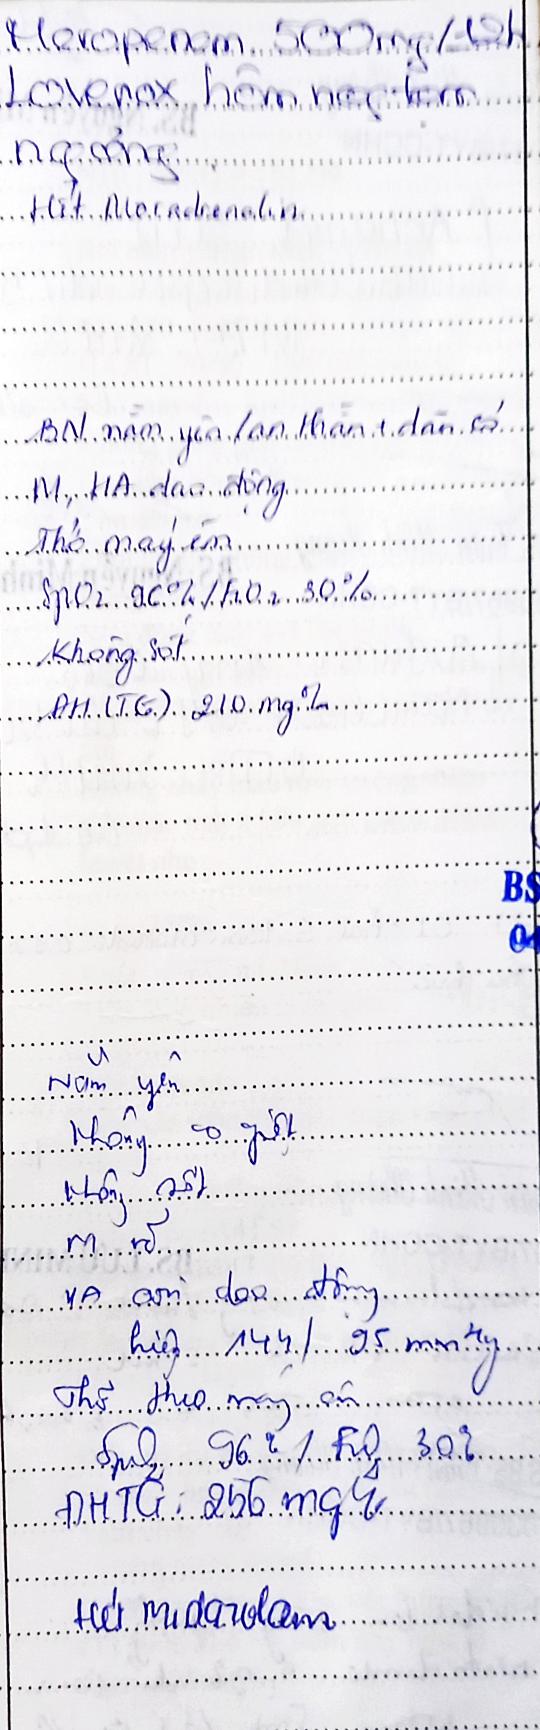 Meropenem 500mg/12h
Lovenox hôm nay tạm
ngưng
Hết Noradrenalin
BN nằm yên/an thần + dãn cơ
M, HA dao động
Thở máy êm
SpO2 96%/FiO2 30%
Không sốt
ĐH (TG) 210 mg%
BS
04
Nằm yên
Không co giật
Không sốt
M rõ
HA còn dao động
hiện 144/95 mmHg
Thở theo máy êm
SpO2 96%/FiO2 30%
ĐHTG: 256 mg%
Hết midazolam